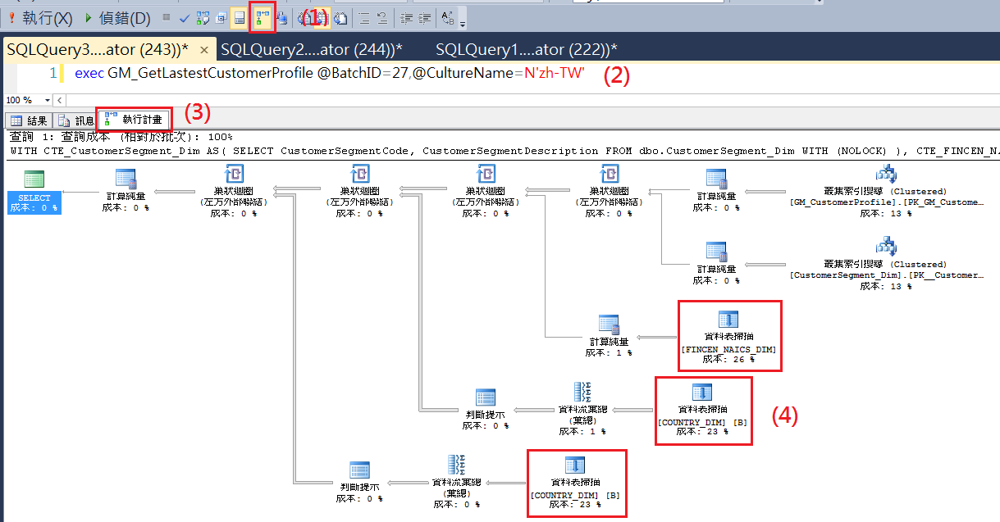 執行(X) 偵錯(D) (1)
SQLQuery3....ator (243))* × SQLQuery2....ator (244))* SQLQuery1....ator (222))*
1 exec GM_GetLastestCustomerProfile @BatchID=27,@CultureName=N'zh-TW' (2)
100 %
結果 訊息 執行計畫 (3)
查詢 1: 查詢成本 (相對於批次): 100%
WITH CTE_CustomerSegment_Dim AS( SELECT CustomerSegmentCode, CustomerSegmentDescription FROM dbo.CustomerSegment_Dim WITH (NOLOCK) ), CTE_FINCEN_N
SELECT
成本: 0 %
計算純量
成本: 0 %
巢狀迴圈
(左方外部聯結)
成本: 0 %
巢狀迴圈
(左方外部聯結)
成本: 0 %
巢狀迴圈
(左方外部聯結)
成本: 0 %
巢狀迴圈
(左方外部聯結)
成本: 0 %
計算純量
成本: 0 %
叢集索引搜尋 (Clustered)
[GM_CustomerProfile].[PK_GM_Custome…
成本: 13 %
計算純量
成本: 0 %
叢集索引搜尋 (Clustered)
[CustomerSegment_Dim].[PK__Customer…
成本: 13 %
計算純量
成本: 1 %
資料表掃描
[FINCEN_NAICS_DIM]
成本: 26 %
判斷提示
成本: 0 %
資料流彙總
(彙總)
成本: 1 %
資料表掃描
[COUNTRY_DIM] [B]
成本: 23 %
(4)
判斷提示
成本: 0 %
資料流彙總
(彙總)
成本: 0 %
資料表掃描
[COUNTRY_DIM] [B]
成本: 23 %